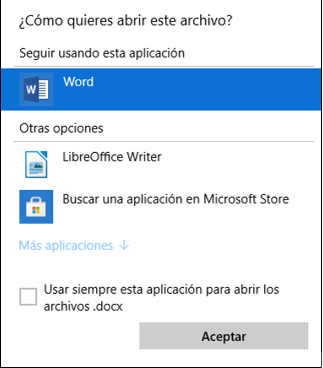 ¿Cómo quieres abrir este archivo?
Seguir usando esta aplicación
W
Word
Otras opciones
LibreOffice Writer
Buscar una aplicación en Microsoft Store
Más aplicaciones ↓
Usar siempre esta aplicación para abrir los
archivos .docx
Aceptar